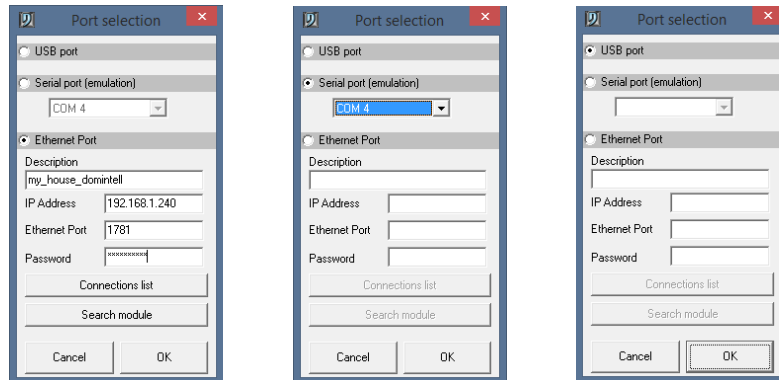 Port selection
USB port
Serial port (emulation)
COM 4
Ethernet Port
Description
my_house_domintell
IP Address 192.168.1.240
Ethernet Port 1781
Password xxxxxxxxxx
Connections list
Search module
Cancel OK
Port selection
USB port
Serial port (emulation)
COM 4
Ethernet Port
Description
IP Address
Ethernet Port
Password
Connections list
Search module
Cancel OK
Port selection
USB port
Serial port (emulation)
Ethernet Port
Description
IP Address
Ethernet Port
Password
Connections list
Search module
Cancel OK